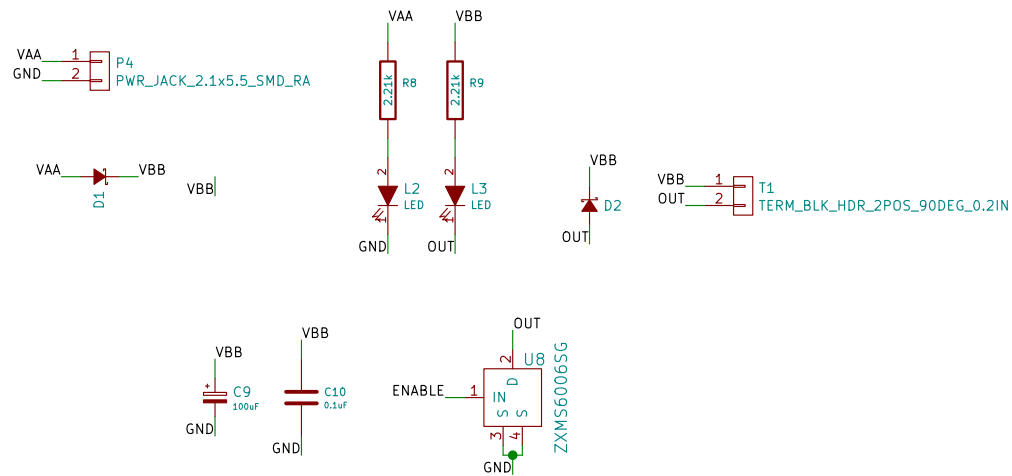 VAA
VBB
VAA 1 P4
GND 2 PWR_JACK_2.1x5.5_SMD_RA
2.21k R8
2.21k R9
VAA D1 VBB
VBB
2 L2
LED
1
GND
2 L3
LED
1
OUT
VBB
D2
OUT
VBB 1 T1
OUT 2 TERM_BLK_HDR_2POS_90DEG_0.2IN
VBB
+ C9
100uF
GND
VBB
C10
0.1uF
GND
OUT
2 U8
D
ENABLE 1 IN
S S
3 4
ZXMS6006SG
GND